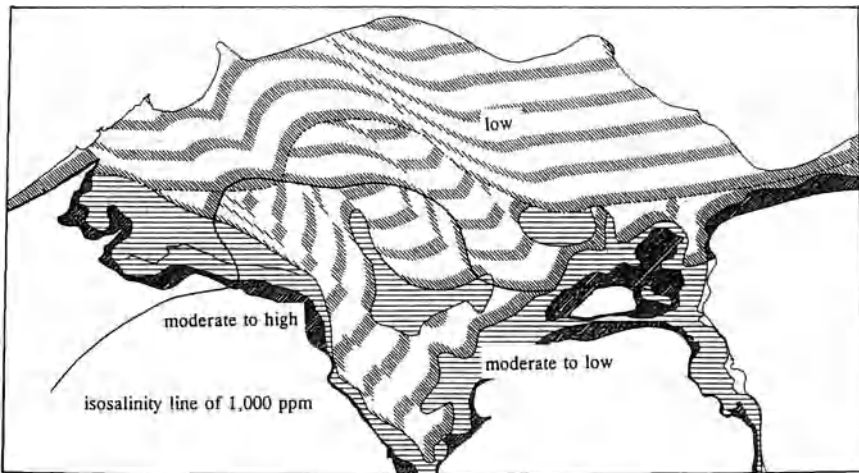 low
moderate to high
moderate to low
isosalinity line of 1,000 ppm